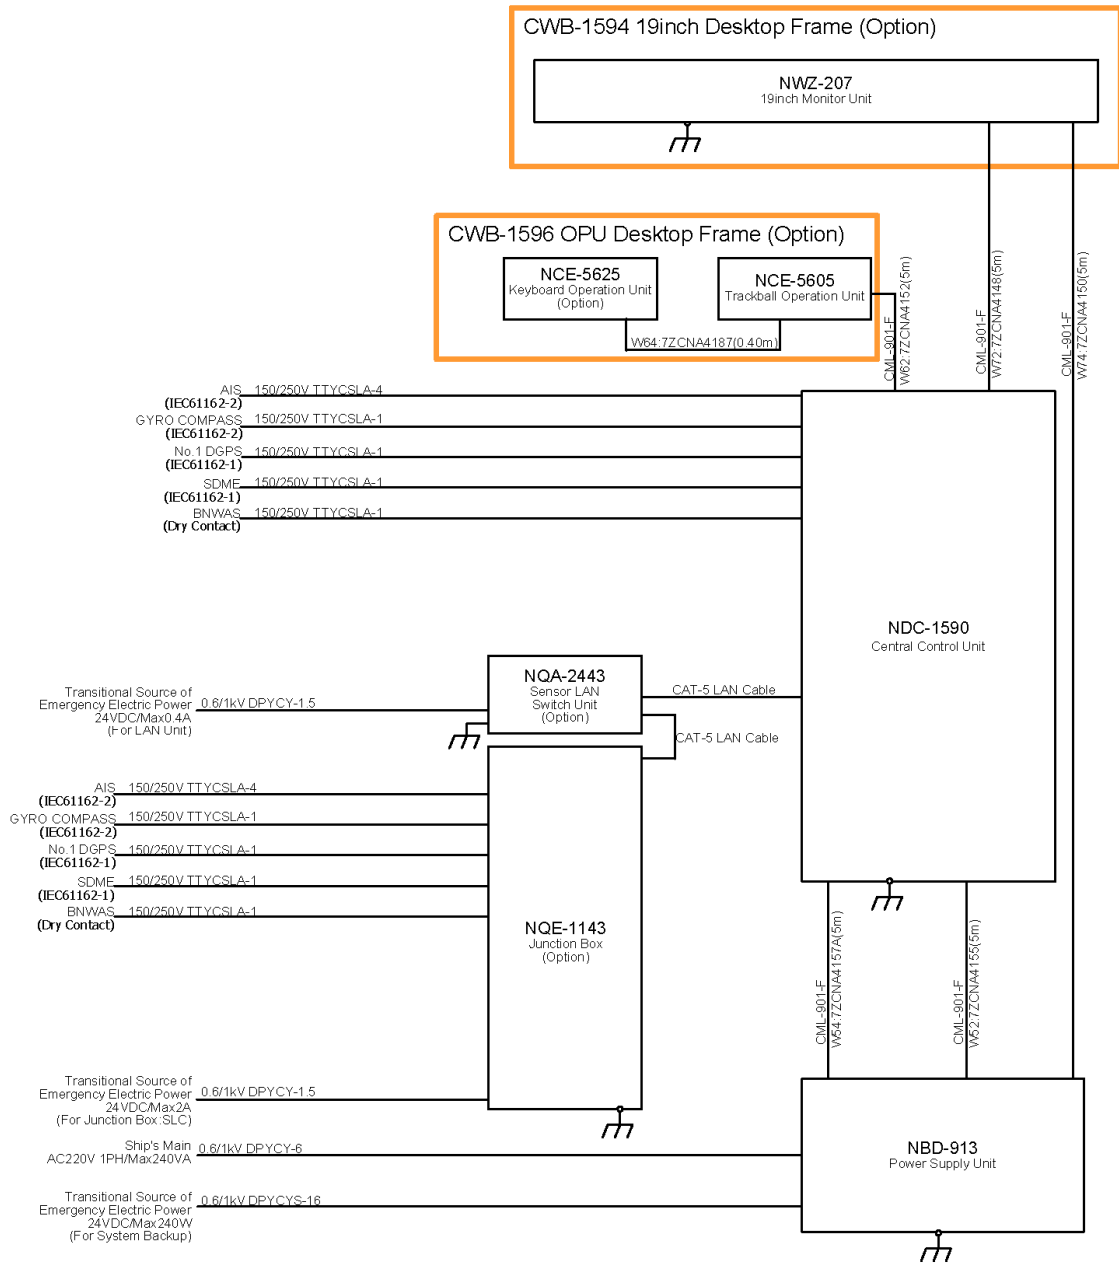 CWB-1594 19inch Desktop Frame (Option)
NWZ-207
19inch Monitor Unit
CWB-1596 OPU Desktop Frame (Option)
NCE-5625
Keyboard Operation Unit
(Option)
NCE-5605
Trackball Operation Unit
W64:7ZCNA4187(0.40m)
CML-901-F
W62:7ZCNA4152(5m)
CML-901-F
W72:7ZCNA4148(5m)
CML-901-F
W74:7ZCNA4150(5m)
AIS 150/250V TTYCSLA-4
(IEC61162-2)
GYRO COMPASS 150/250V TTYCSLA-1
(IEC61162-2)
No.1 DGPS 150/250V TTYCSLA-1
(IEC61162-1)
SDME 150/250V TTYCSLA-1
(IEC61162-1)
BNWAS 150/250V TTYCSLA-1
(Dry Contact)
NDC-1590
Central Control Unit
NQA-2443
Sensor LAN
Switch Unit
(Option)
CAT-5 LAN Cable
CAT-5 LAN Cable
Transitional Source of
Emergency Electric Power
24VDC/Max0.4A
(For LAN Unit)
0.6/1kV DPYCY-1.5
AIS 150/250V TTYCSLA-4
(IEC61162-2)
GYRO COMPASS 150/250V TTYCSLA-1
(IEC61162-2)
No.1 DGPS 150/250V TTYCSLA-1
(IEC61162-1)
SDME 150/250V TTYCSLA-1
(IEC61162-1)
BNWAS 150/250V TTYCSLA-1
(Dry Contact)
NQE-1143
Junction Box
(Option)
CML-901-F
W54:7ZCNA4157A(5m)
CML-901-F
W52:7ZCNA4155(5m)
Transitional Source of
Emergency Electric Power
24VDC/Max2A
(For Junction Box:SLC)
0.6/1kV DPYCY-1.5
Ship's Main
AC220V 1PH/Max240VA
0.6/1kV DPYCY-6
NBD-913
Power Supply Unit
Transitional Source of
Emergency Electric Power
24VDC/Max240W
(For System Backup)
0.6/1kV DPYCYS-16